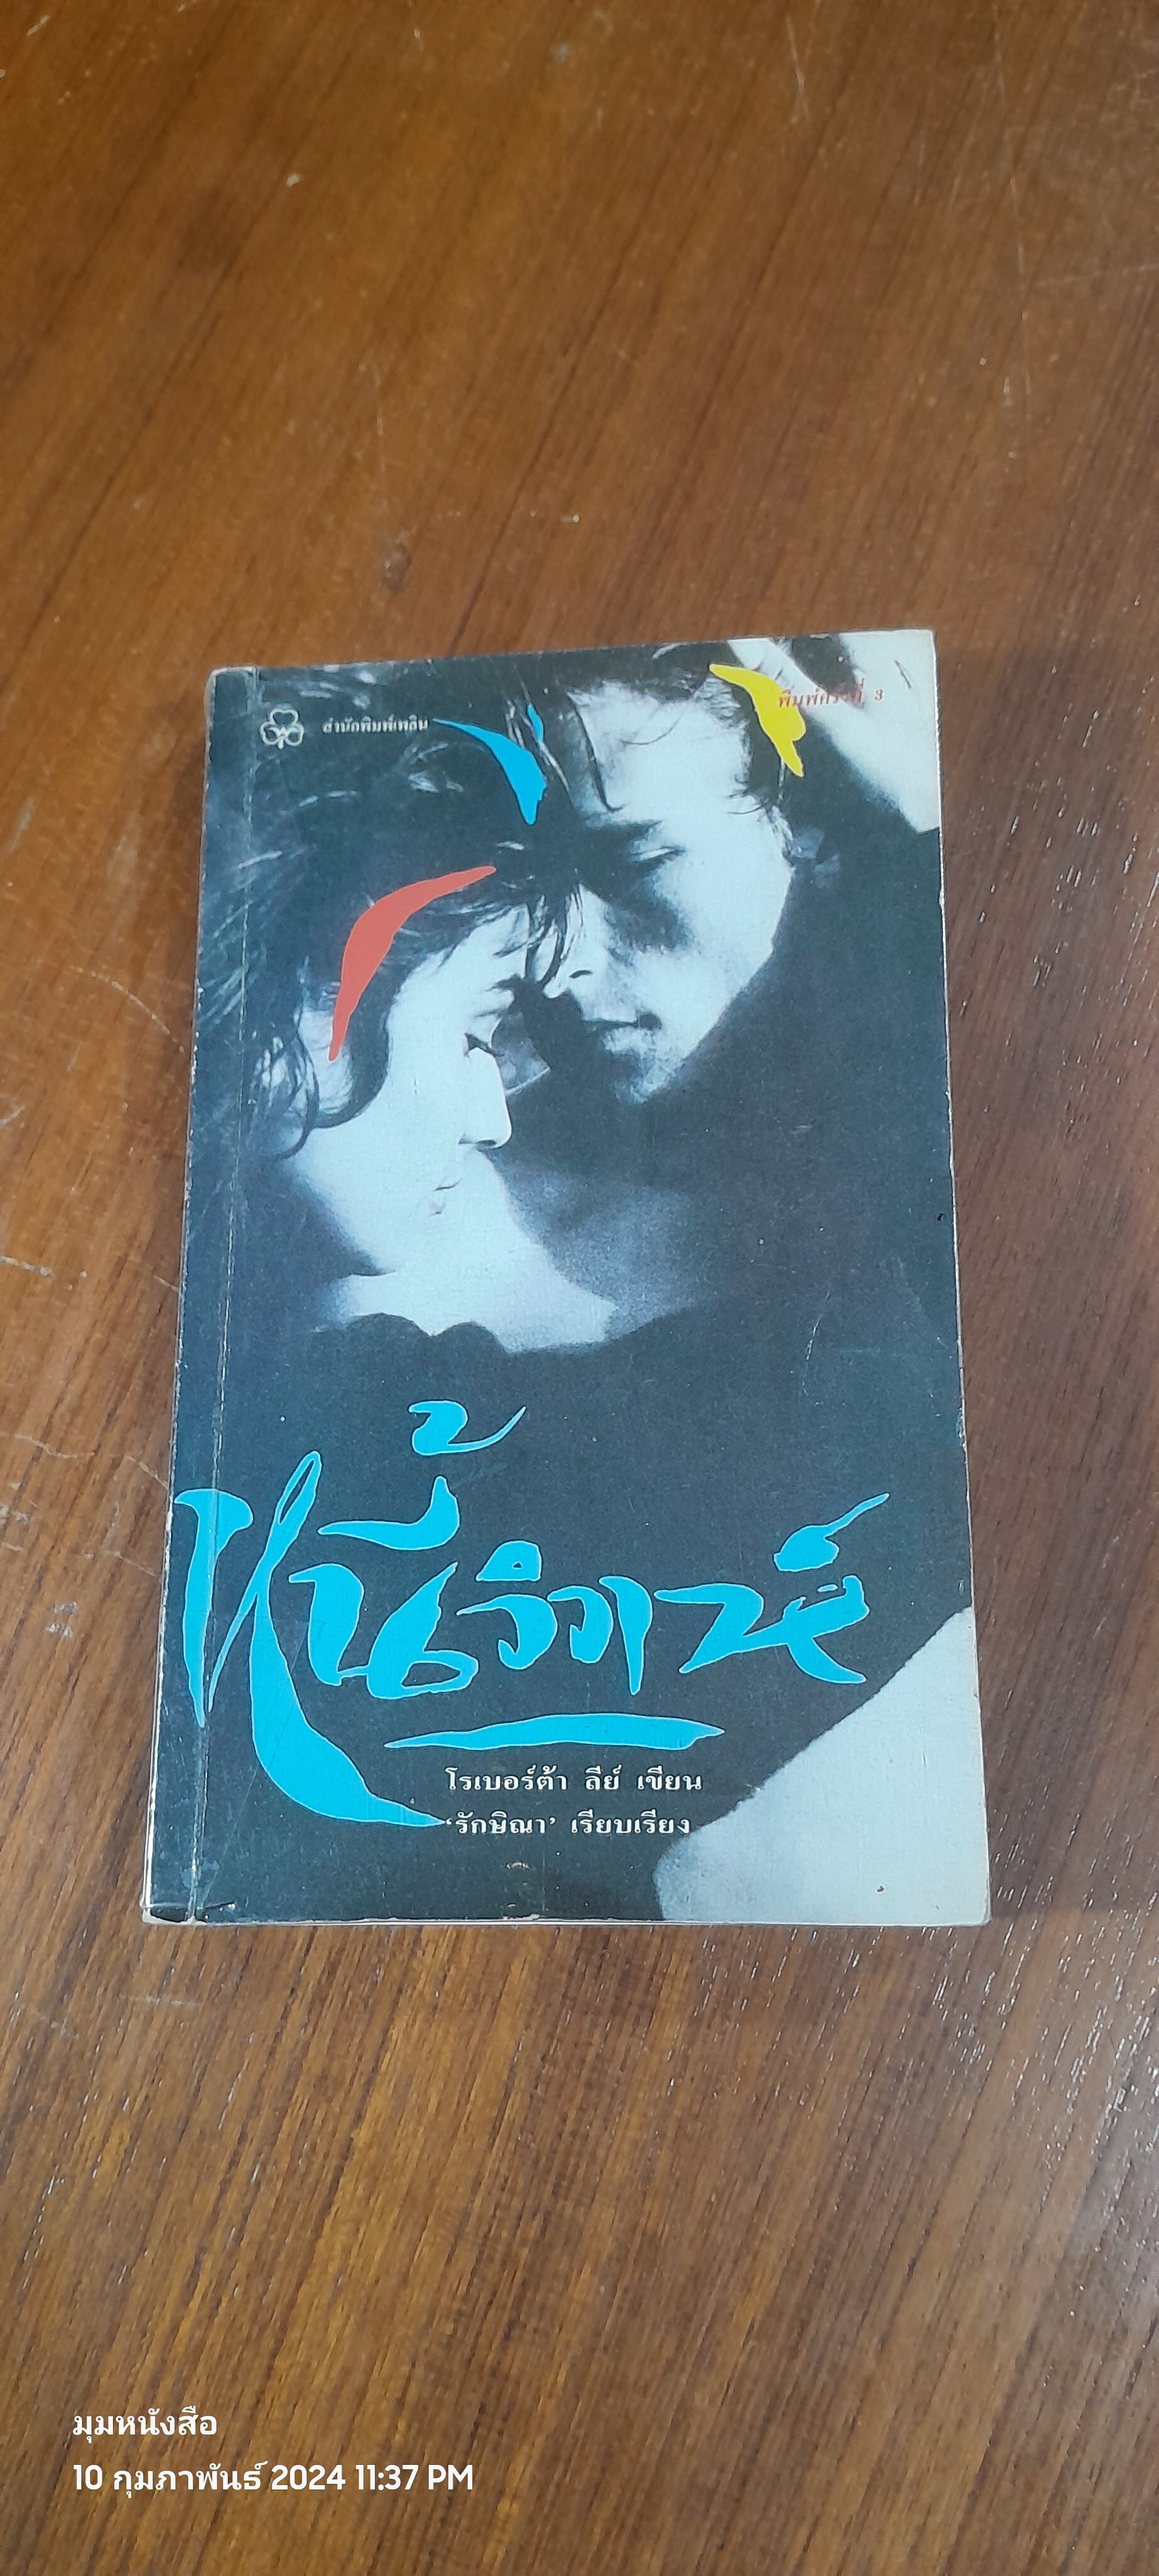 สำนักพิมพ์เพลิน
พิมพ์ครั้งที่ 3
หนี้วิวาห์
โรเบอร์ต้า ลีย์ เขียน
‘รักษิณา’ เรียบเรียง
มุมหนังสือ
10 กุมภาพันธ์ 2024 11:37 PM